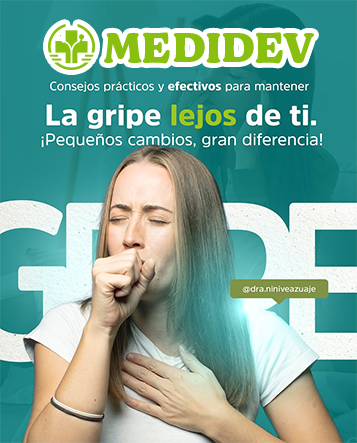 MEDIDEV
Consejos prácticos y efectivos para mantener
La gripe lejos de ti.
¡Pequeños cambios, gran diferencia!
GRIPE
@dra.niniveazuaje